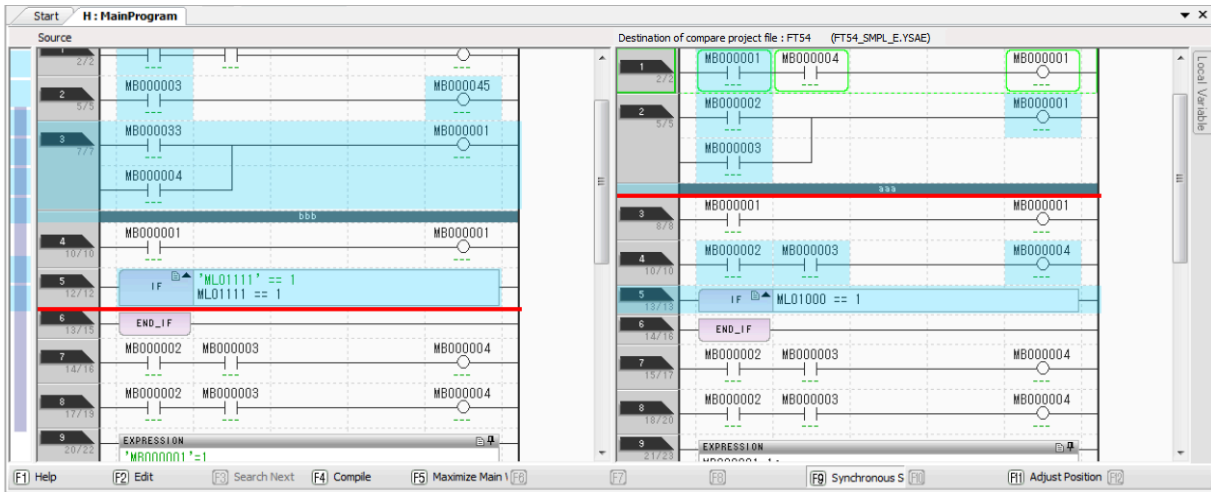 Start H : MainProgram
Source
1
2/2
---
---
---
2
5/5
MB000003
MB000045
---
---
3
7/7
MB000033
MB000001
---
---
MB000004
---
bbb
4
10/10
MB000001
MB000001
---
---
5
12/12
IF
'ML01111' == 1
ML01111 == 1
6
13/15
END_IF
7
14/16
MB000002 MB000003 MB000004
---
---
---
8
17/19
MB000002 MB000003 MB000004
---
---
---
9
20/22
EXPRESSION
'MB000001'=1
Destination of compare project file : FT54 (FT54_SMPL_E.YSAE)
1
2/2
MB000001 MB000004 MB000001
---
---
---
2
5/5
MB000002 MB000001
---
---
MB000003
---
aaa
3
8/8
MB000001 MB000001
---
---
4
10/10
MB000002 MB000003 MB000004
---
---
---
5
13/13
IF
ML01000 == 1
6
14/16
END_IF
7
15/17
MB000002 MB000003 MB000004
---
---
---
8
18/20
MB000002 MB000003 MB000004
---
---
---
9
21/23
EXPRESSION
Local Variable
F1 Help F2 Edit F3 Search Next F4 Compile F5 Maximize Main F6 F7 F8 F9 Synchronous S F10 F11 Adjust Position F12